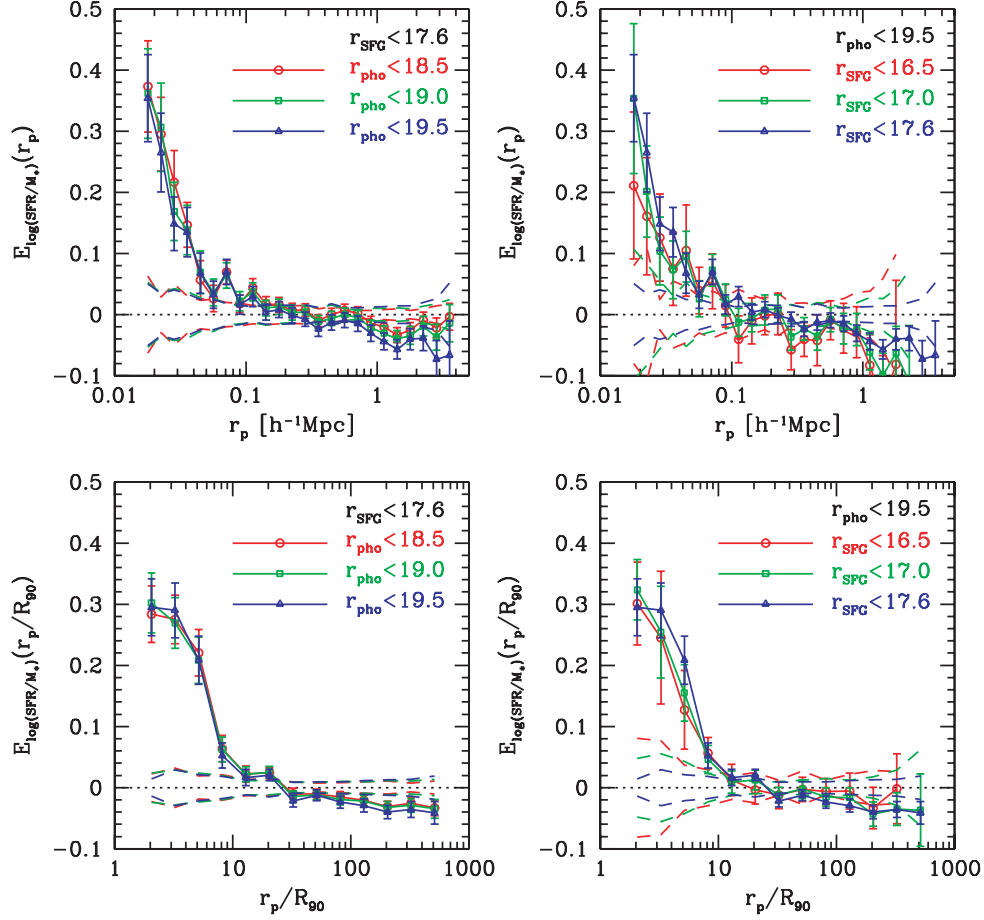 0.5
0.4
0.3
0.2
0.1
0
−0.1
E_log(SFR/M_*)(r_p)
r_SFG<17.6
r_pho<18.5
r_pho<19.0
r_pho<19.5
0.01 0.1 1
r_p [h⁻¹Mpc]
0.5
0.4
0.3
0.2
0.1
0
−0.1
E_log(SFR/M_*)(r_p)
r_pho<19.5
r_SFG<16.5
r_SFG<17.0
r_SFG<17.6
0.01 0.1 1
r_p [h⁻¹Mpc]
0.5
0.4
0.3
0.2
0.1
0
−0.1
E_log(SFR/M_*)(r_p/R_90)
r_SFG<17.6
r_pho<18.5
r_pho<19.0
r_pho<19.5
1 10 100 1000
r_p/R_90
0.5
0.4
0.3
0.2
0.1
0
−0.1
E_log(SFR/M_*)(r_p/R_90)
r_pho<19.5
r_SFG<16.5
r_SFG<17.0
r_SFG<17.6
1 10 100 1000
r_p/R_90